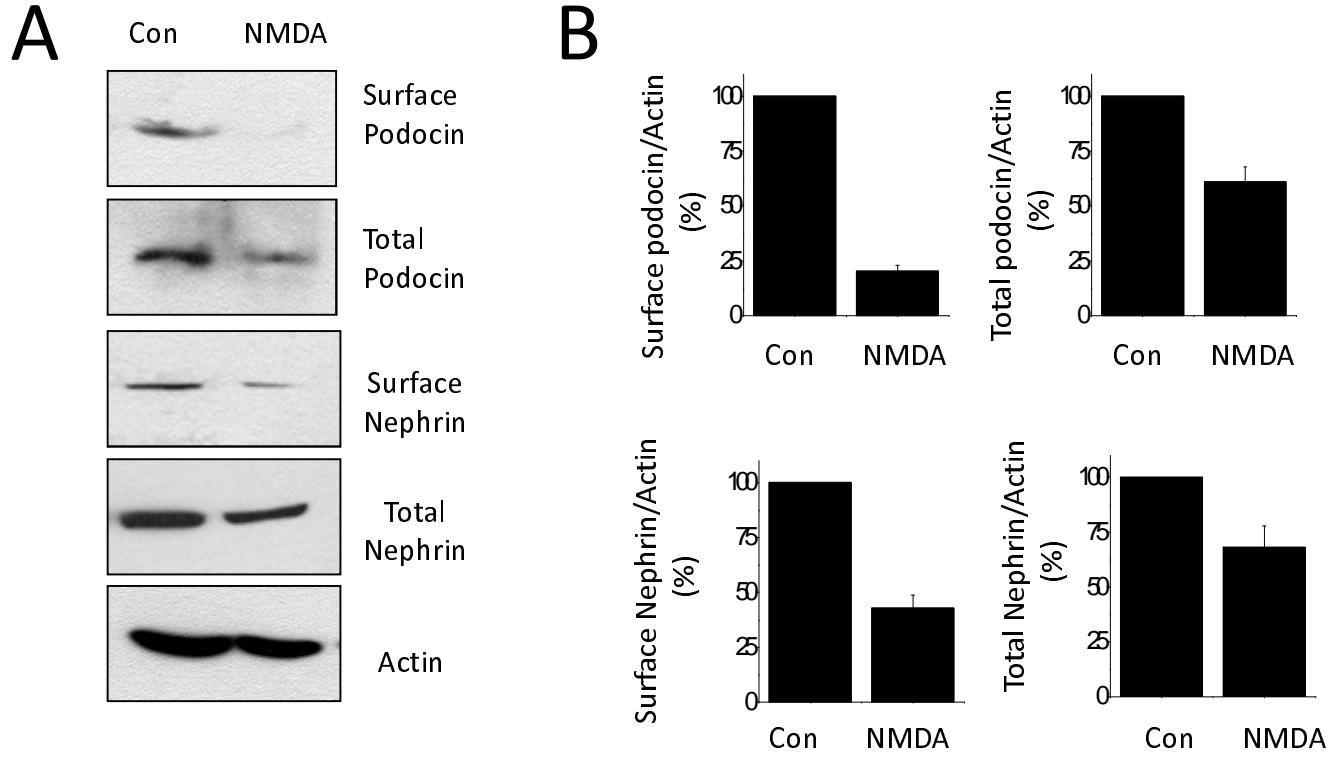 A
Con NMDA
Surface
Podocin
Total
Podocin
Surface
Nephrin
Total
Nephrin
Actin
B
Surface podocin/Actin
(%)
100
75
50
25
0
Con NMDA
Total podocin/Actin
(%)
100
75
50
25
0
Con NMDA
Surface Nephrin/Actin
(%)
100
75
50
25
0
Con NMDA
Total Nephrin/Actin
(%)
100
75
50
25
0
Con NMDA